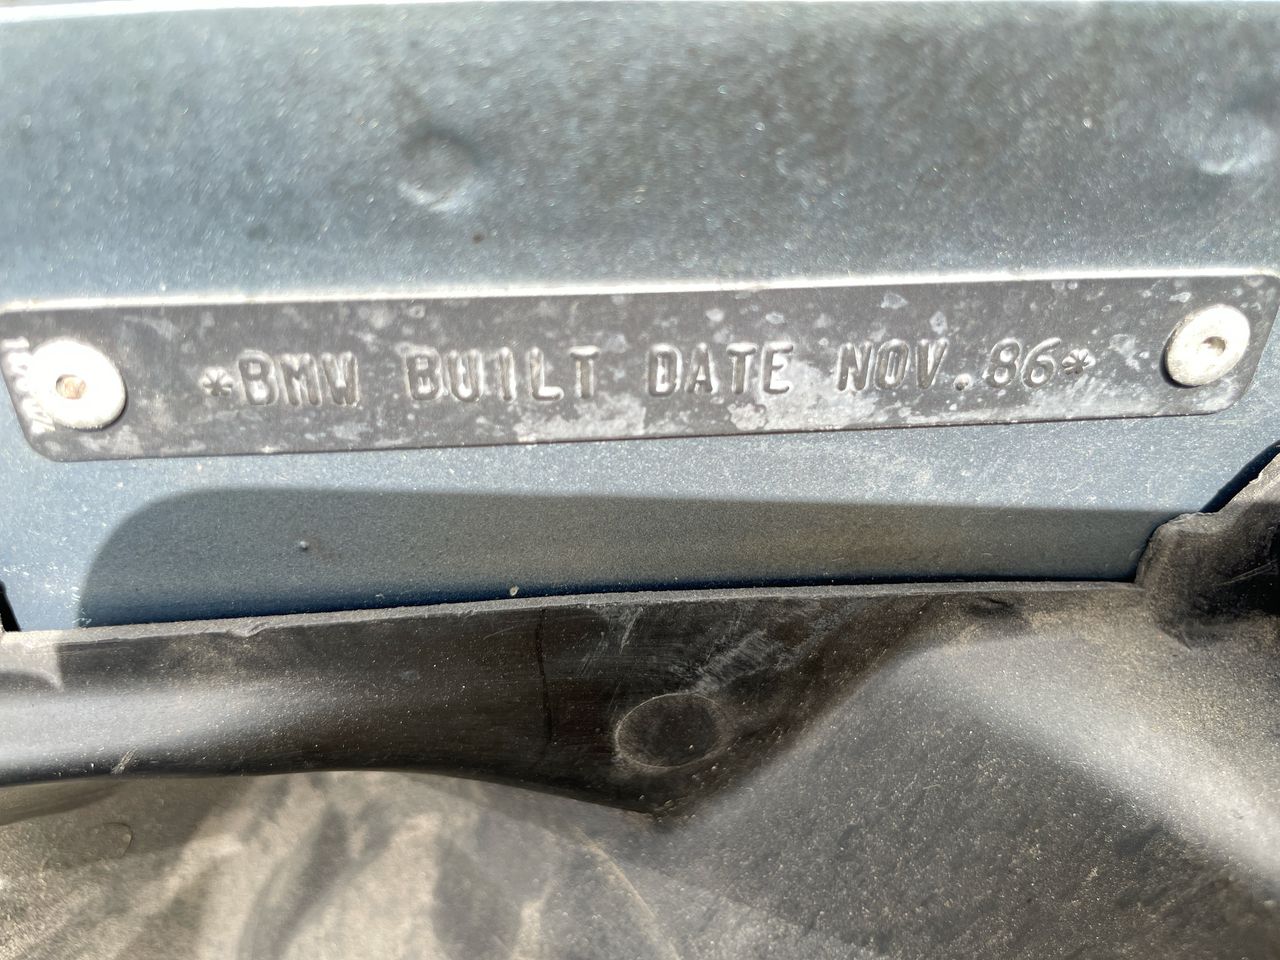 *BMW BUILT DATE NOV.86*